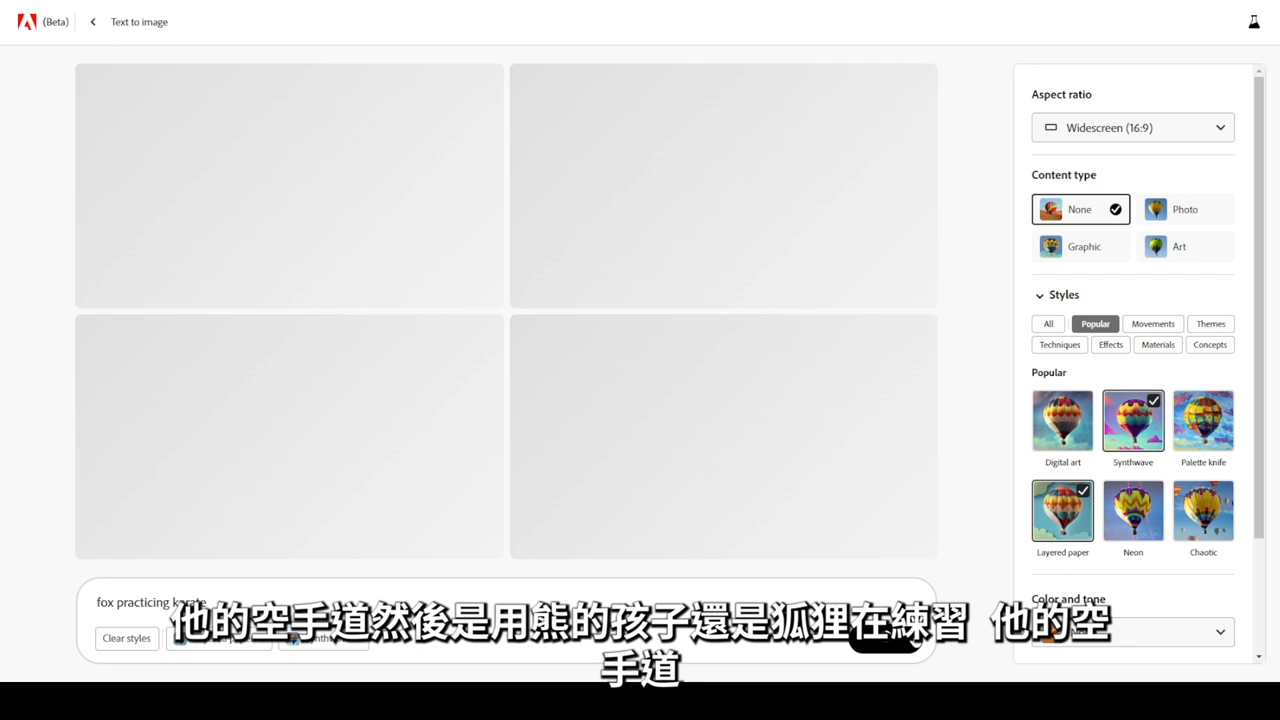 (Beta)
Text to image
Aspect ratio
Widescreen (16:9)
Content type
None
Photo
Graphic
Art
Styles
All
Popular
Movements
Themes
Techniques
Effects
Materials
Concepts
Popular
Digital art
Synthwave
Palette knife
Layered paper
Neon
Chaotic
Color and tone
fox practicing karate
Clear styles
他的空手道然後是用熊的孩子還是狐狸在練習 他的空
手道